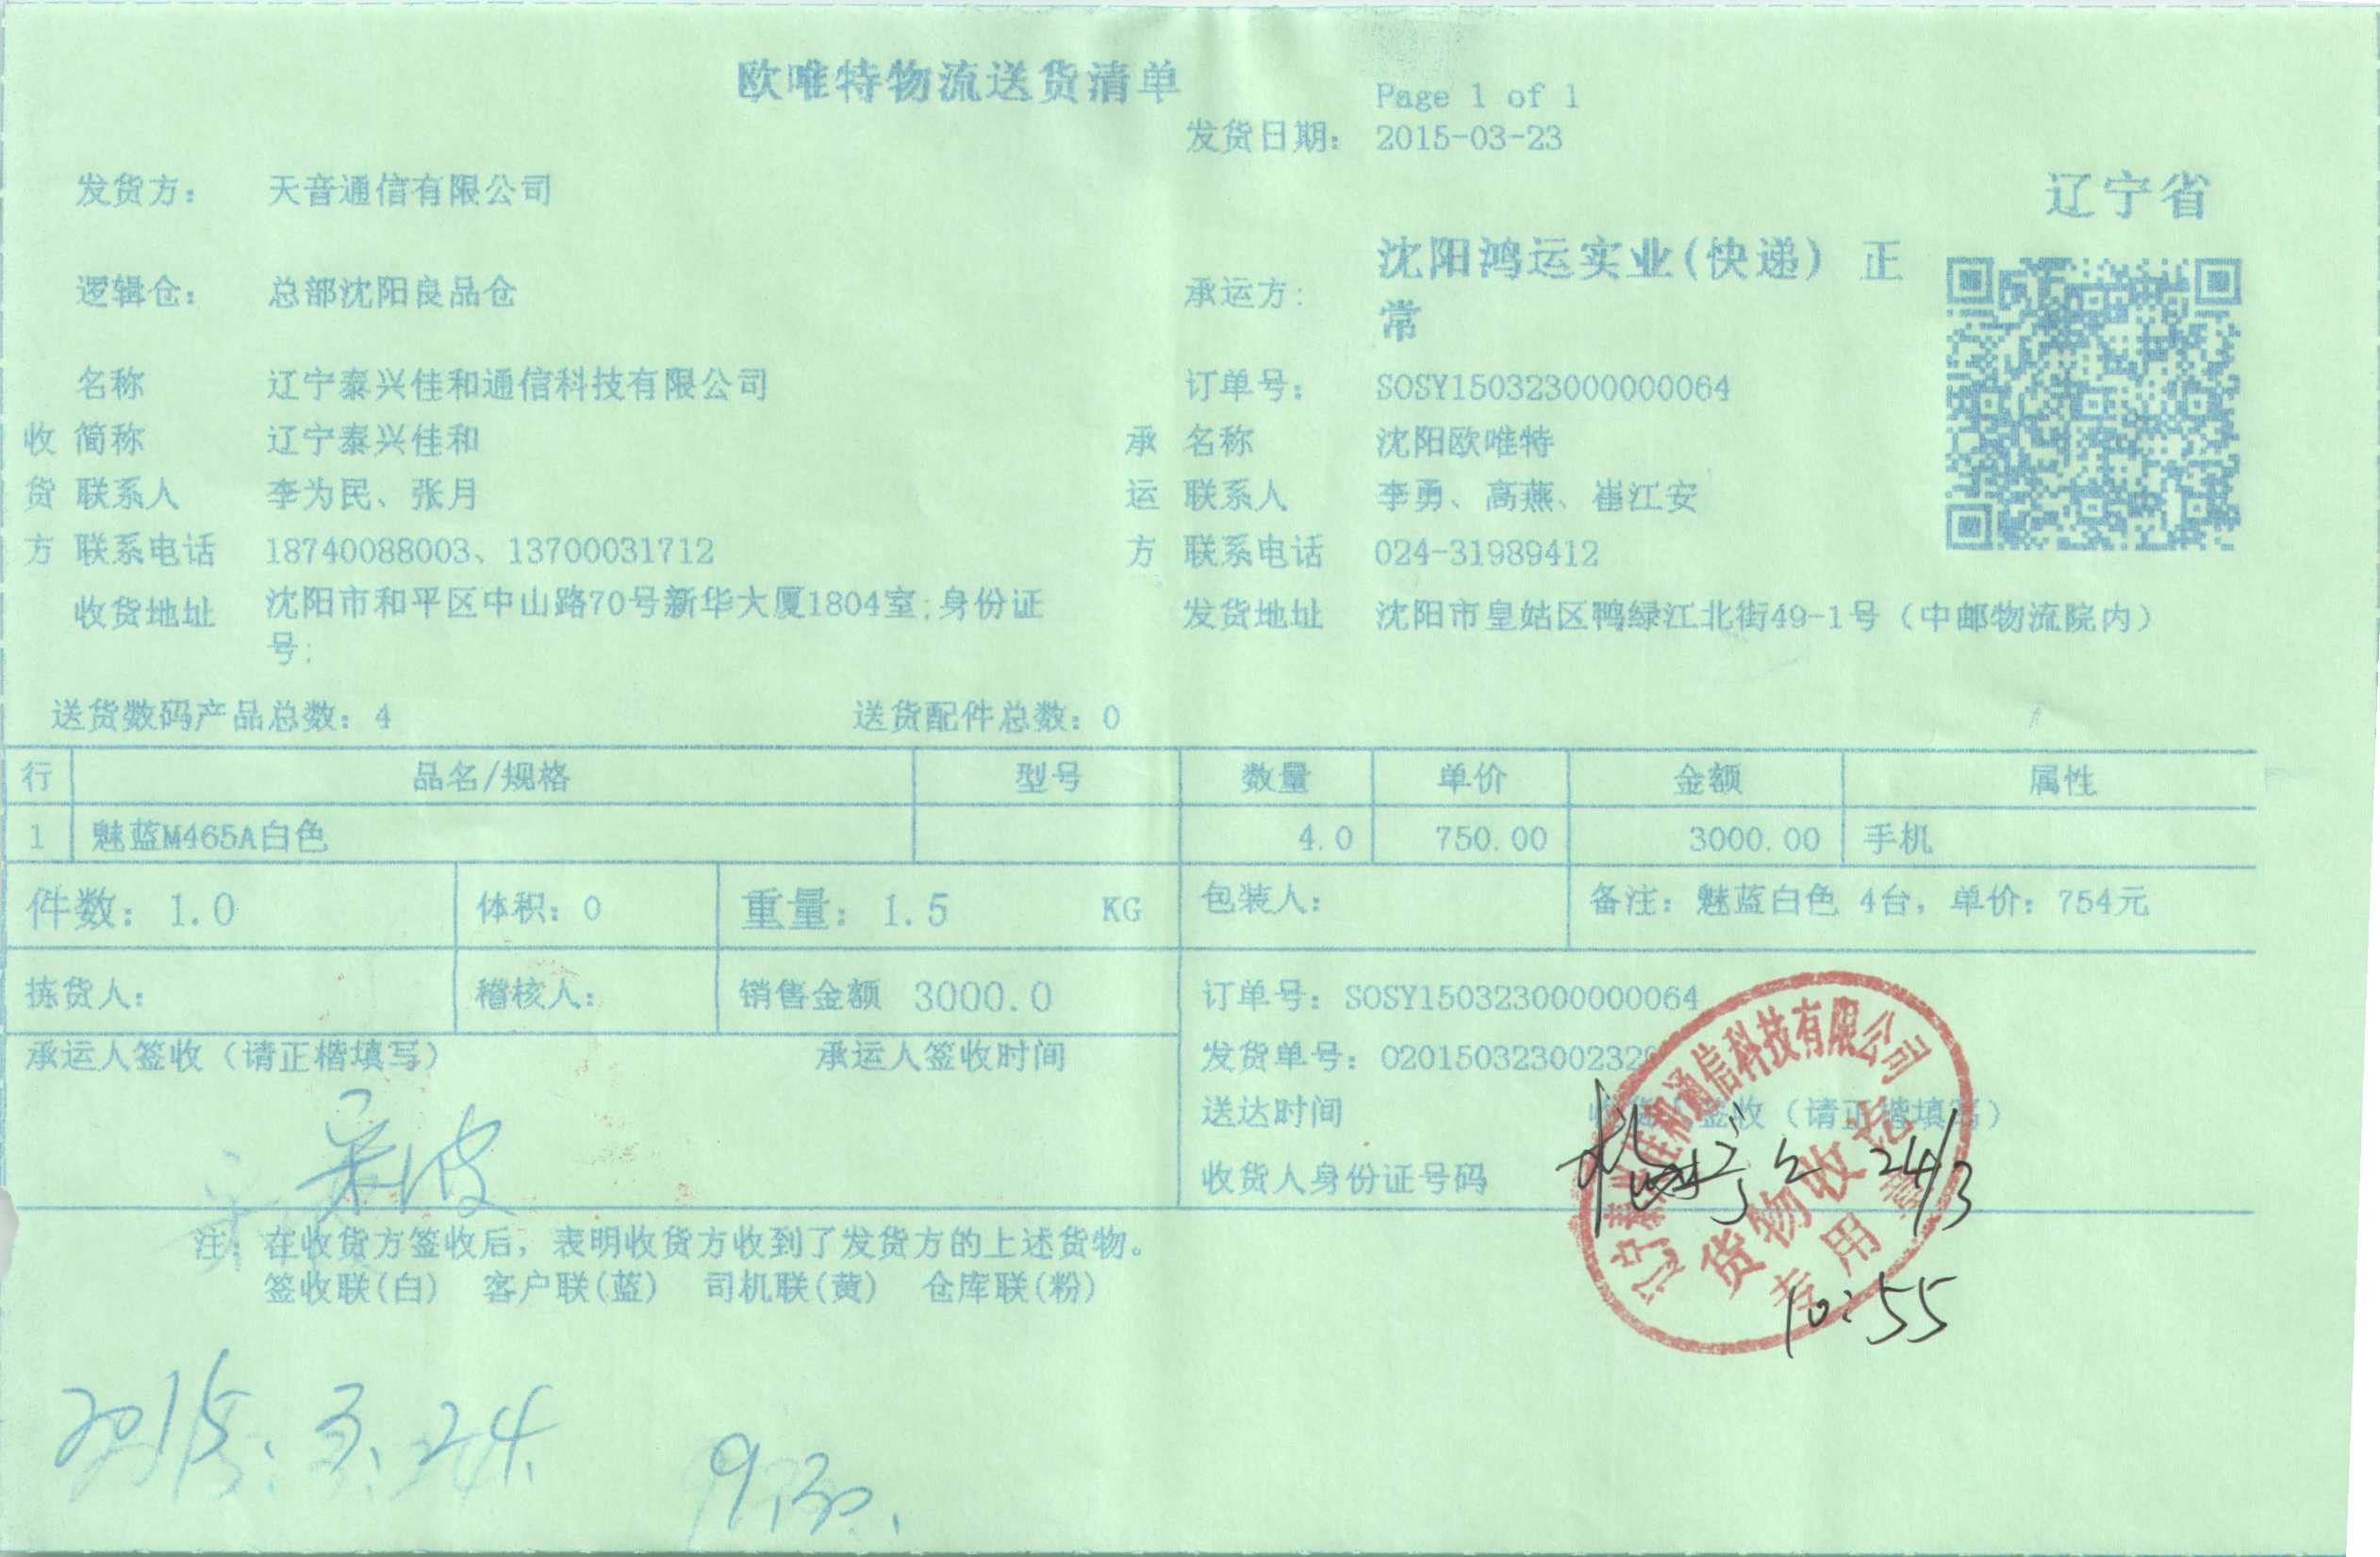 欧唯特物流送货清单
Page 1 of 1
发货日期: 2015-03-23
发货方: 天音通信有限公司
辽宁省
逻辑仓: 总部沈阳良品仓
承运方: 沈阳鸿运实业(快递) 正常
名称 辽宁泰兴佳和通信科技有限公司 订单号: SOSY150323000000064
收 简称 辽宁泰兴佳和 承 名称 沈阳欧唯特
货 联系人 李为民、张月 运 联系人 李勇、高燕、崔江安
方 联系电话 18740088003、13700031712 方 联系电话 024-31989412
收货地址 沈阳市和平区中山路70号新华大厦1804室;身份证号:
发货地址 沈阳市皇姑区鸭绿江北街49-1号（中邮物流院内）
送货数码产品总数: 4 送货配件总数: 0
行 品名/规格 型号 数量 单价 金额 属性
1 魅蓝M465A白色 4.0 750.00 3000.00 手机
件数: 1.0 体积: 0 重量: 1.5 KG 包装人: 备注: 魅蓝白色 4台, 单价: 754元
拣货人: 稽核人: 销售金额 3000.0 订单号: SOSY150323000000064
承运人签收（请正楷填写） 承运人签收时间 发货单号:
送达时间 签收（请正楷填写）
收货人身份证号码
24/3
辽宁泰兴佳和通信科技有限公司
货物收讫
专用章
10:55
注: 在收货方签收后, 表明收货方收到了发货方的上述货物。
签收联(白) 客户联(蓝) 司机联(黄) 仓库联(粉)
2015.3.24.
9.30.